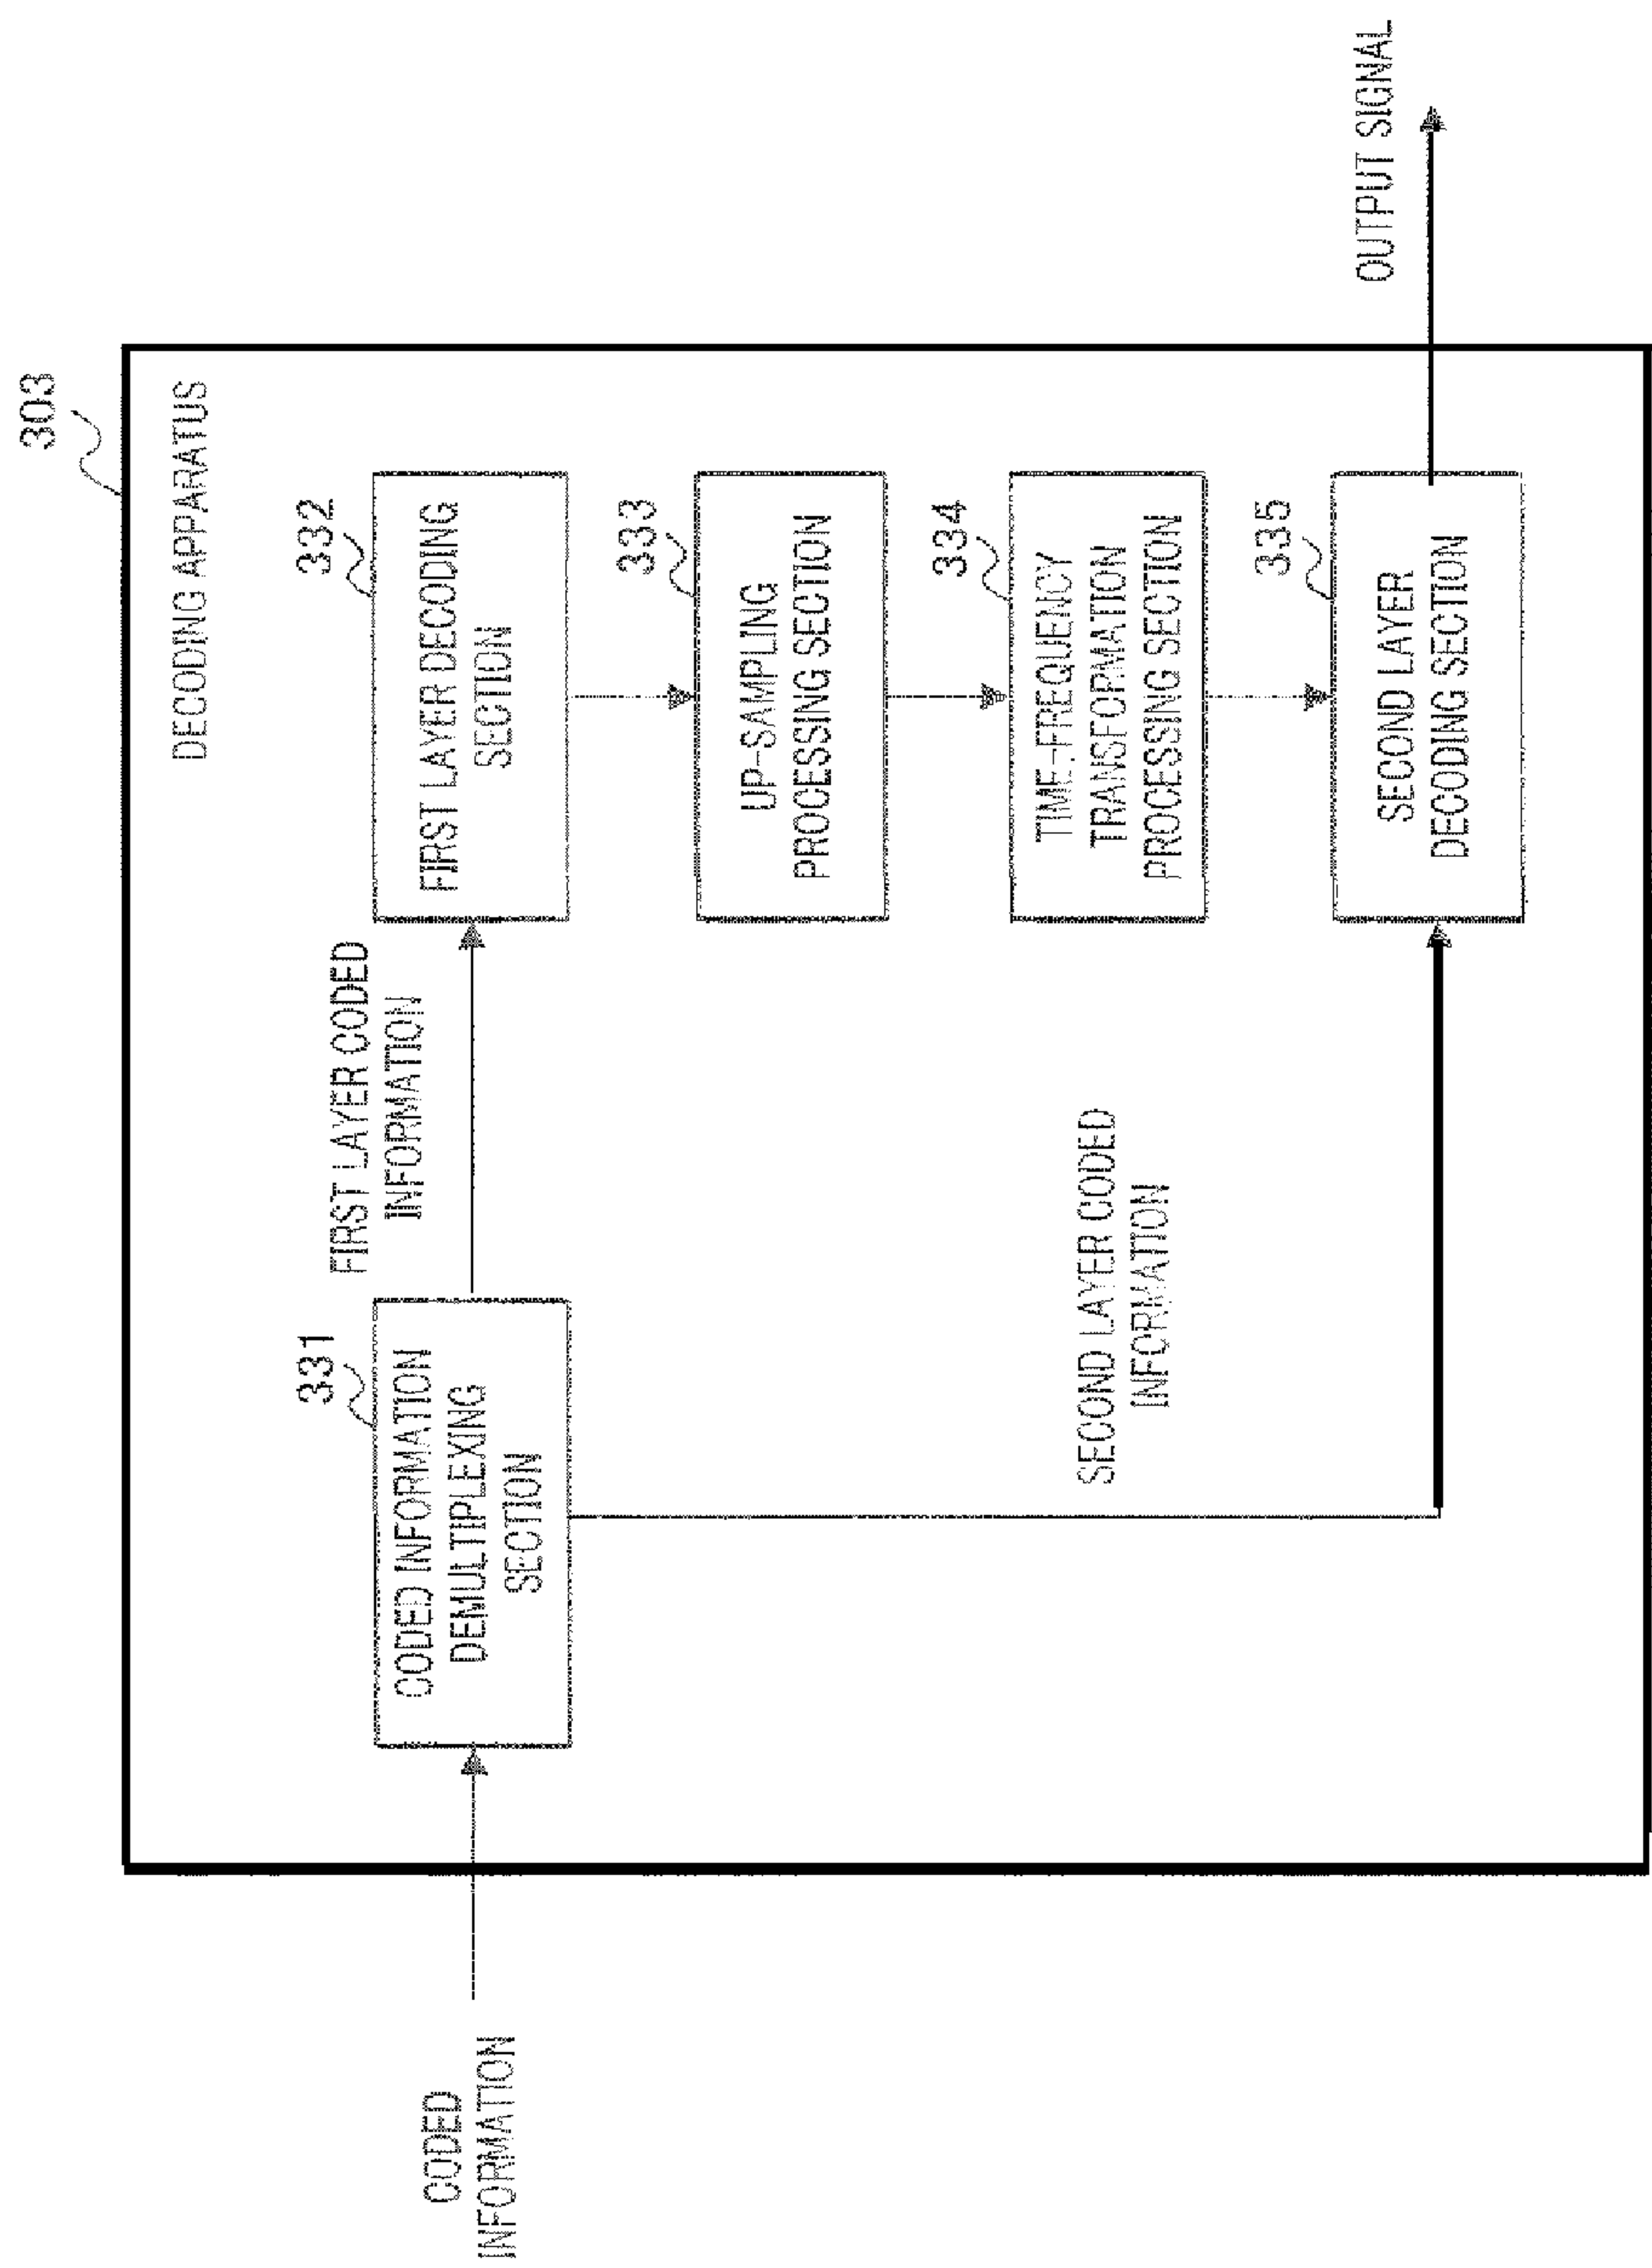 303
DECODING APPARATUS
CODED
INFORMATION
331
CODED INFORMATION
DEMULTIPLEXING
SECTION
FIRST LAYER CODED
INFORMATION
332
FIRST LAYER DECODING
SECTION
333
UP-SAMPLING
PROCESSING SECTION
334
TIME-FREQUENCY
TRANSFORMATION
PROCESSING SECTION
SECOND LAYER CODED
INFORMATION
335
SECOND LAYER
DECODING SECTION
OUTPUT SIGNAL